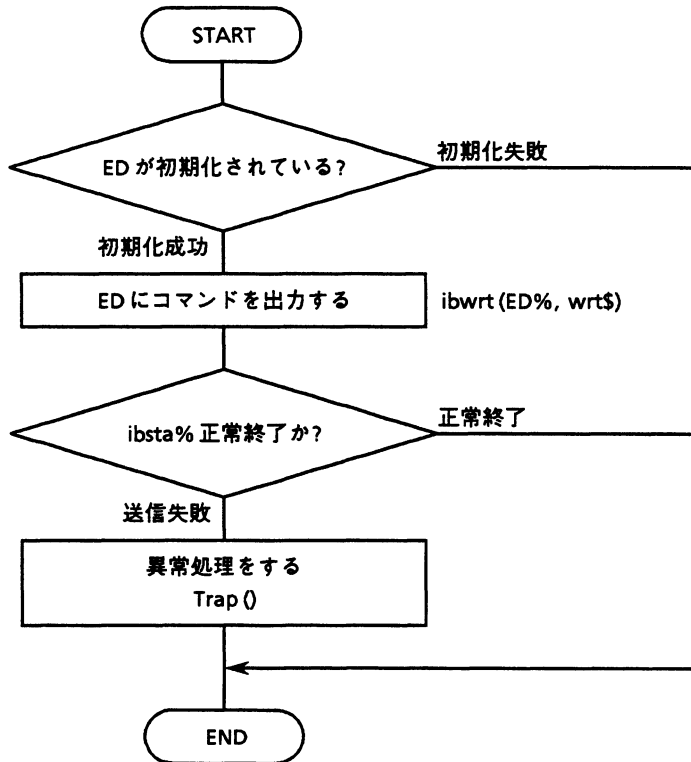 START
EDが初期化されている?
初期化失敗
初期化成功
EDにコマンドを出力する
ibwrt (ED%, wrt$)
ibsta% 正常終了か?
正常終了
送信失敗
異常処理をする
Trap ()
END